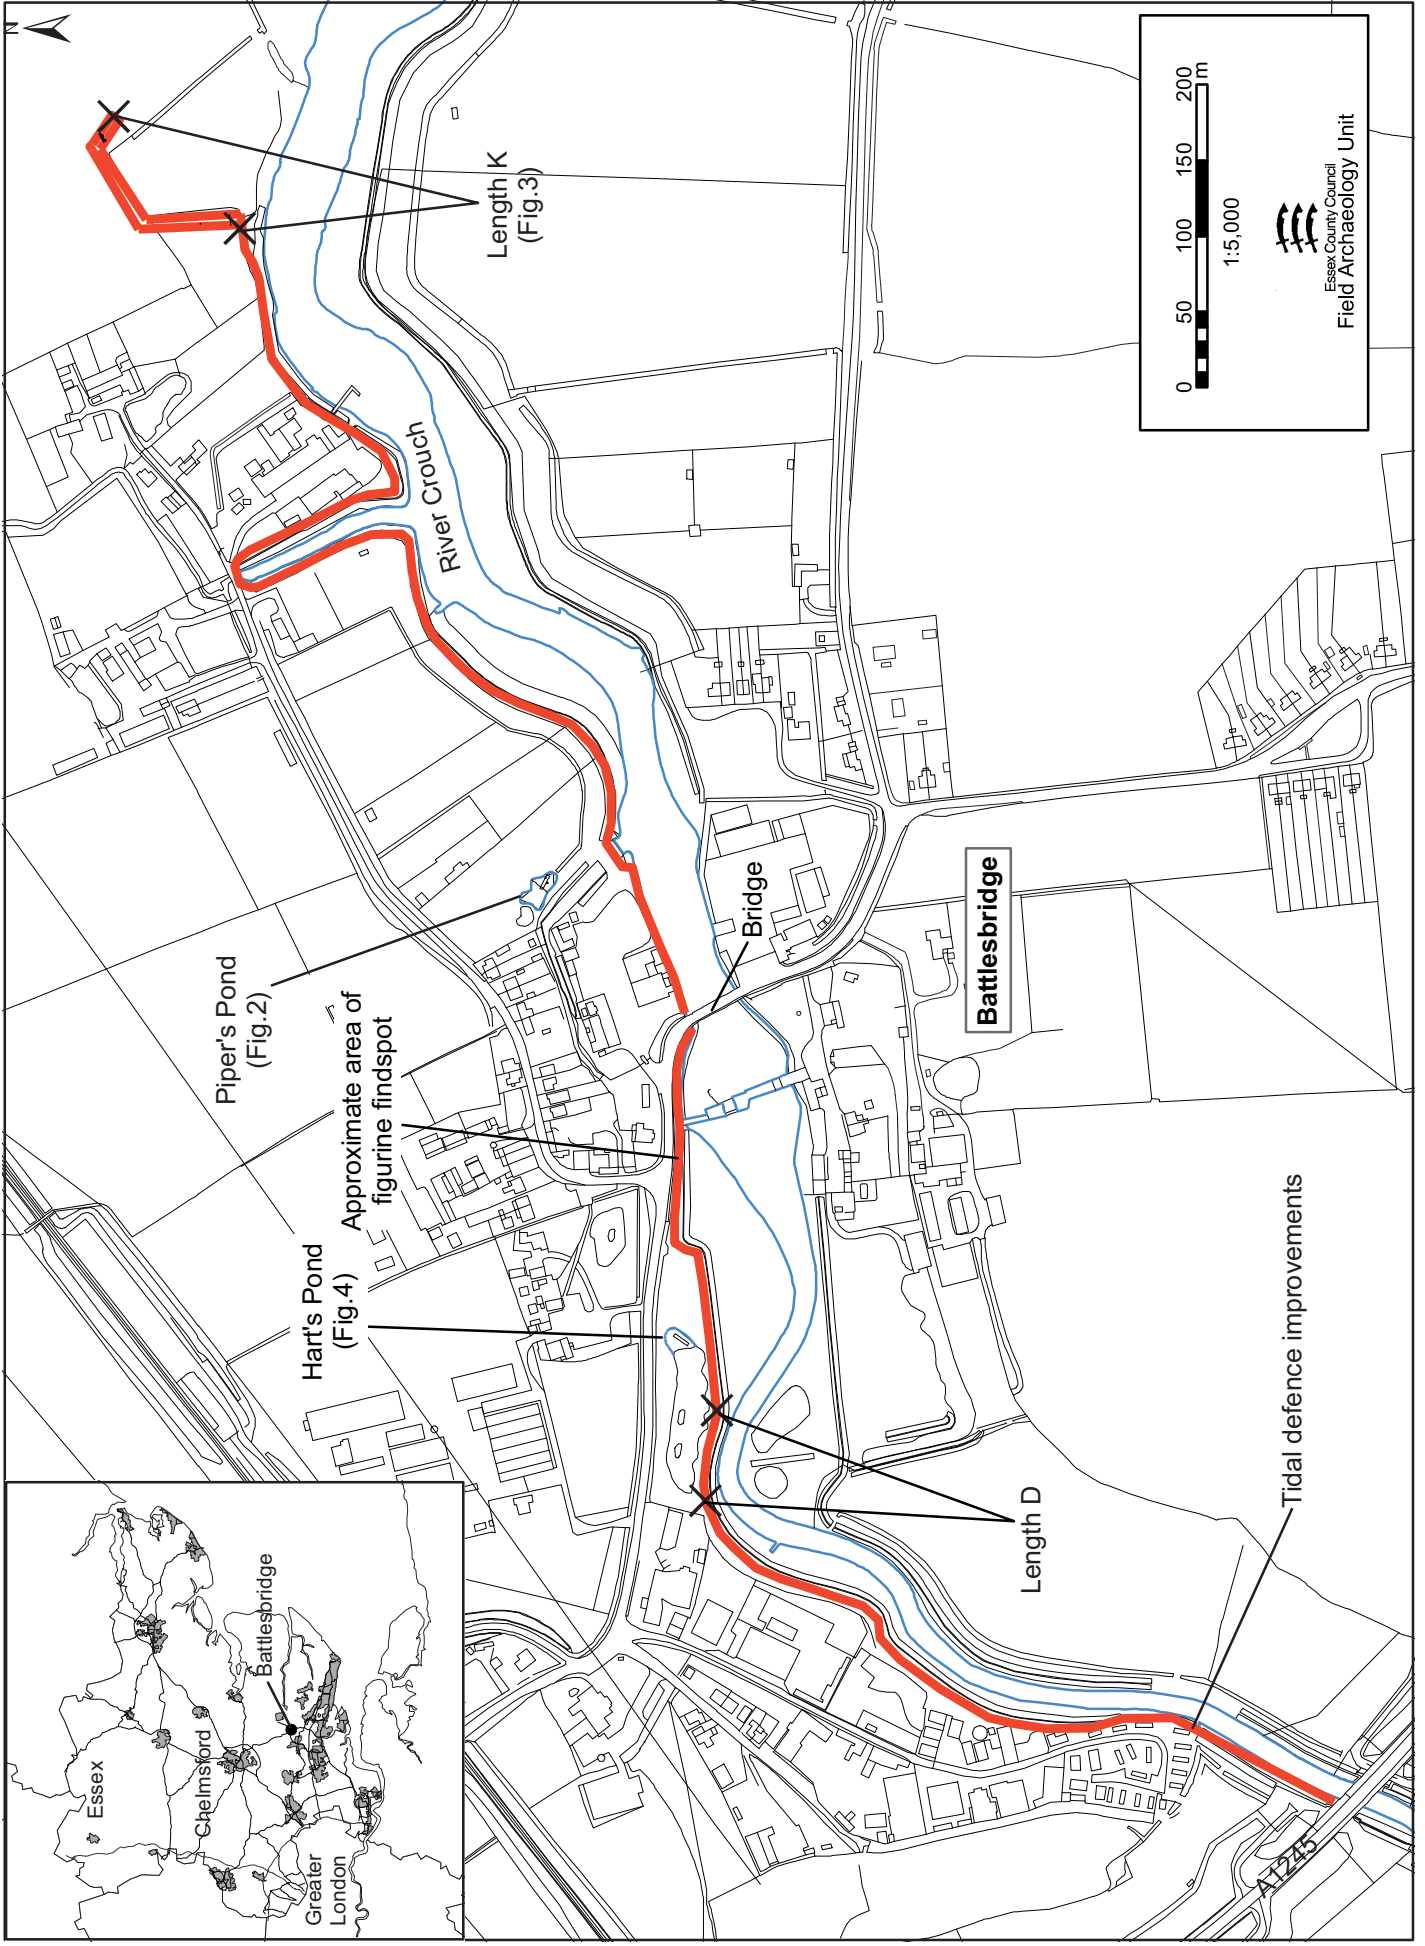 Essex
Chelmsford
Battlesbridge
Greater
London
Hart's Pond
(Fig.4)
Approximate area of
figurine findspot
Piper's Pond
(Fig.2)
Length K
(Fig.3)
River Crouch
Bridge
Battlesbridge
Length D
Tidal defence improvements
A1245
N
0
50
100
150
200
m
1:5,000
Essex County Council
Field Archaeology Unit